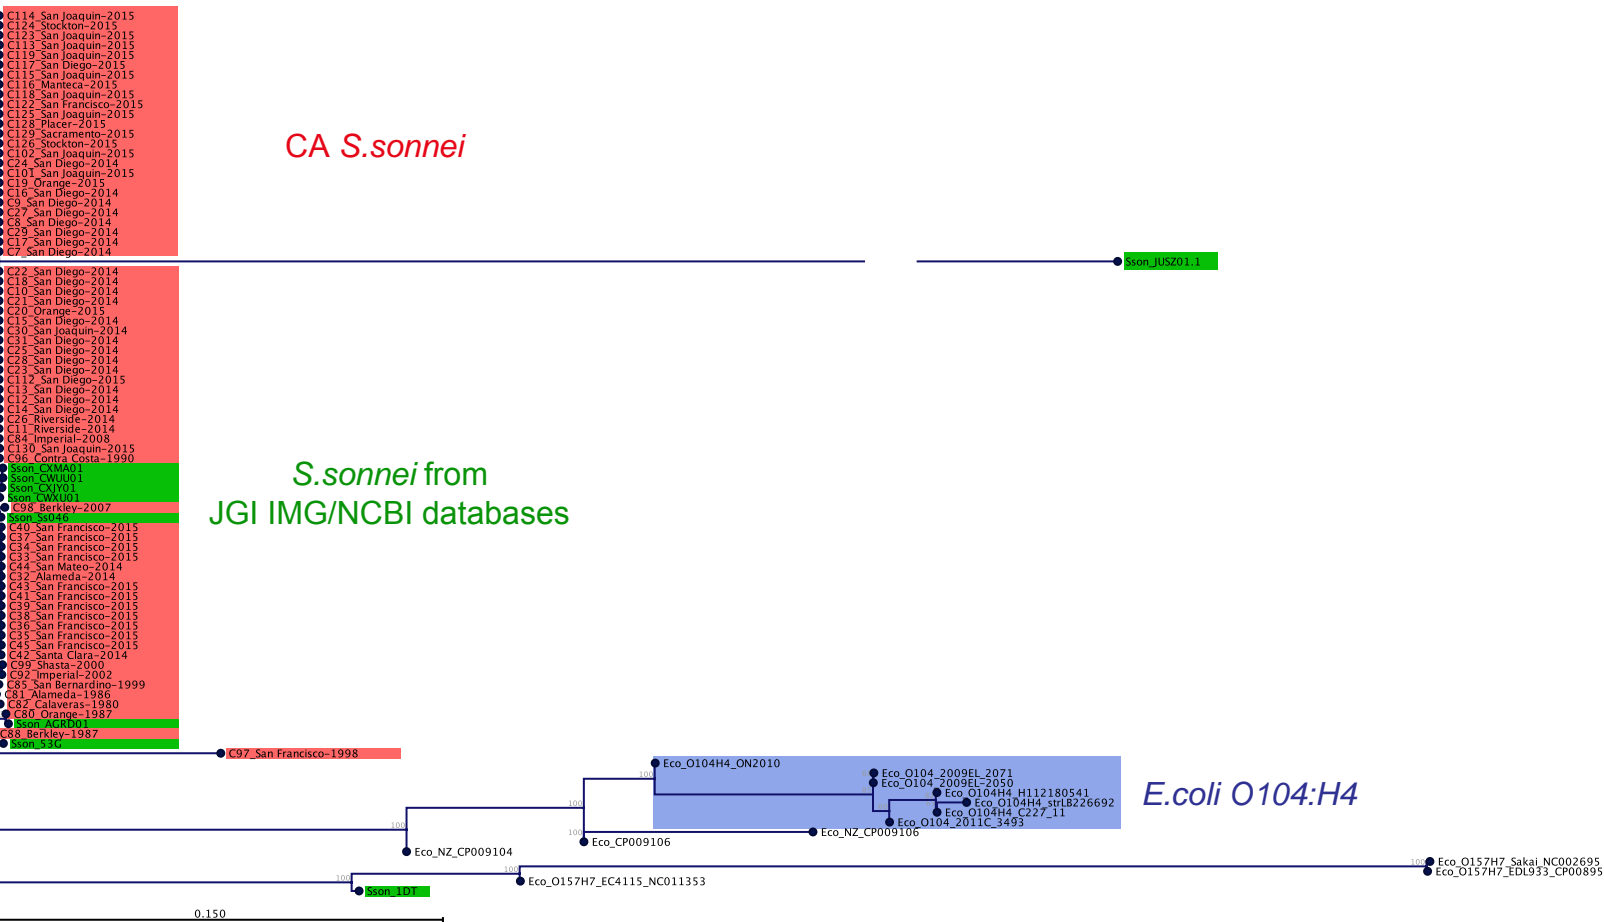 C114_San Joaquin-2015
C124_Stockton-2015
C123_San Joaquin-2015
C113_San Joaquin-2015
C119_San Joaquin-2015
C117_San Diego-2015
C115_San Joaquin-2015
C116_Manteca-2015
C118_San Joaquin-2015
C122_San Francisco-2015
C125_San Joaquin-2015
C128_Placer-2015
C129_Sacramento-2015
C126_Stockton-2015
C102_San Joaquin-2015
C24_San Diego-2014
C101_San Joaquin-2015
C19_Orange-2015
C16_San Diego-2014
C9_San Diego-2014
C27_San Diego-2014
C8_San Diego-2014
C29_San Diego-2014
C17_San Diego-2014
C7_San Diego-2014
CA S.sonnei
Sson_JUSZ01.1
C22_San Diego-2014
C18_San Diego-2014
C10_San Diego-2014
C21_San Diego-2014
C20_Orange-2015
C15_San Diego-2014
C30_San Joaquin-2014
C31_San Diego-2014
C25_San Diego-2014
C28_San Diego-2014
C23_San Diego-2014
C112_San Diego-2015
C13_San Diego-2014
C12_San Diego-2014
C14_San Diego-2014
C26_Riverside-2014
C11_Riverside-2014
C84_Imperial-2008
C130_San Joaquin-2015
C96_Contra Costa-1990
Sson_CXMA01
Sson_CWUU01
Sson_CXJY01
Sson_CWXU01
C98_Berkley-2007
Sson_Ss046
S.sonnei from
JGI IMG/NCBI databases
C40_San Francisco-2015
C37_San Francisco-2015
C34_San Francisco-2015
C33_San Francisco-2015
C44_San Mateo-2014
C32_Alameda-2014
C43_San Francisco-2015
C41_San Francisco-2015
C39_San Francisco-2015
C38_San Francisco-2015
C36_San Francisco-2015
C35_San Francisco-2015
C45_San Francisco-2015
C42_Santa Clara-2014
C99_Shasta-2000
C92_Imperial-2002
C85_San Bernardino-1999
C81_Alameda-1986
C82_Calaveras-1980
C80_Orange-1987
Sson_AGRD01
C88_Berkley-1987
Sson_53G
C97_San Francisco-1998
Eco_O104H4_ON2010
100
Eco_O104_2009EL_2071
Eco_O104_2009EL-2050
Eco_O104H4_H112180541
Eco_O104H4_strLB226692
Eco_O104H4_C227_11
Eco_O104_2011C_3493
E.coli O104:H4
100
100
100
Eco_NZ_CP009106
Eco_CP009106
Eco_NZ_CP009104
100
Eco_O157H7_Sakai_NC002695
Eco_O157H7_EDL933_CP00895
100
100
Eco_O157H7_EC4115_NC011353
Sson_1DT
0.150